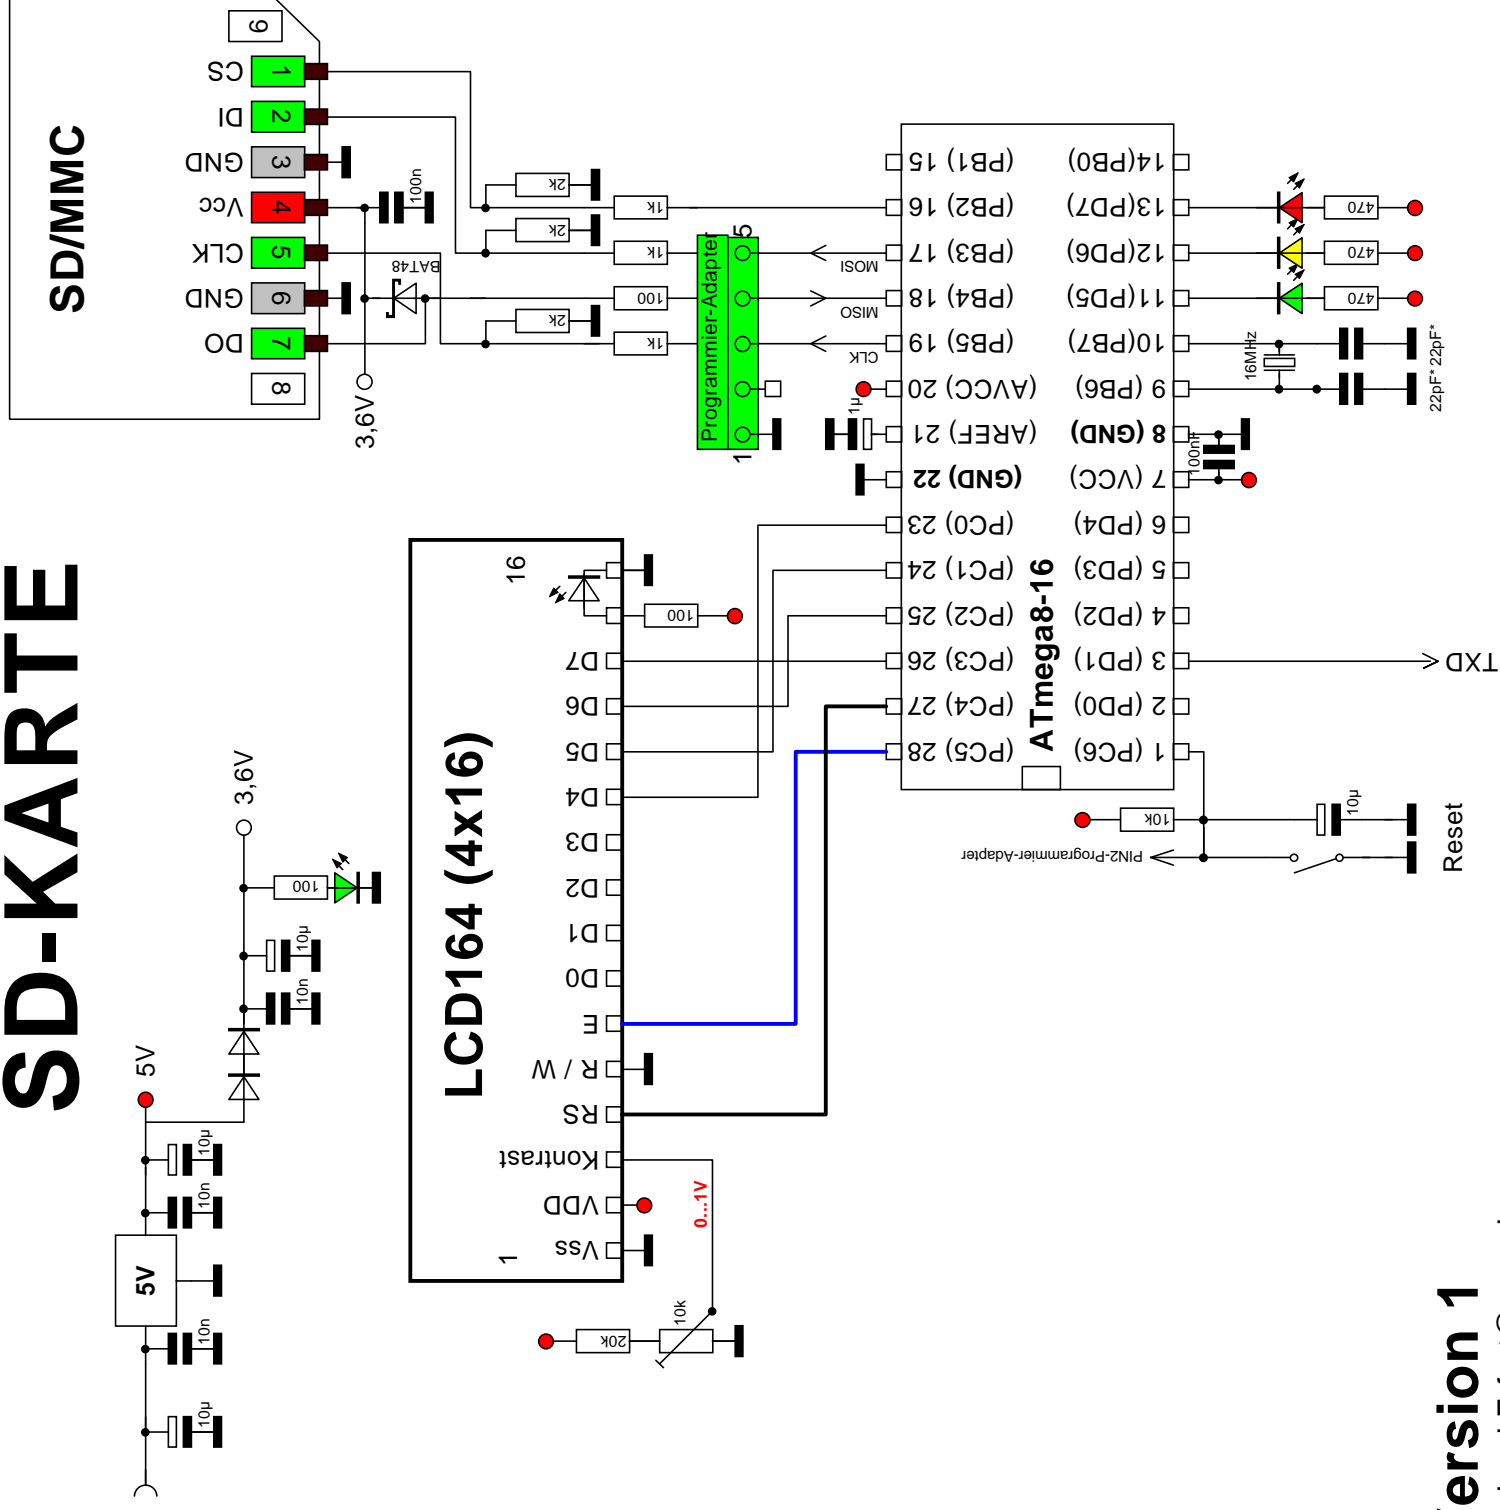 SD-KARTE
SD/MMC
9
CS 1
DI 2
GND 3
Vcc 4
CLK 5
GND 6
DO 7
8
3,6V
100n
BAT48
2k
1k
2k
1k
100
2k
1k
Programmier-Adapter
5
1
MOSI
MISO
CLK
1µ
ATmega8-16
15 (PB1)
16 (PB2)
17 (PB3)
18 (PB4)
19 (PB5)
20 (AVCC)
21 (AREF)
22 (GND)
23 (PC0)
24 (PC1)
25 (PC2)
26 (PC3)
27 (PC4)
28 (PC5)
14(PB0)
13(PD7)
12(PD6)
11(PD5)
10(PB7)
9 (PB6)
8 (GND)
7 (VCC)
6 (PD4)
5 (PD3)
4 (PD2)
3 (PD1)
2 (PD0)
1 (PC6)
470
470
470
16MHz
22pF* 22pF*
100nF
TXD
10k
10µ
PIN2-Programmier-Adapter
Reset
LCD164 (4x16)
16
1
100
D7
D6
D5
D4
D3
D2
D1
D0
E
R / W
RS
Kontrast
VDD
Vss
0...1V
10k
20k
3,6V
100
10µ
10n
5V
10µ
10n
5V
10n
10µ
ersion 1